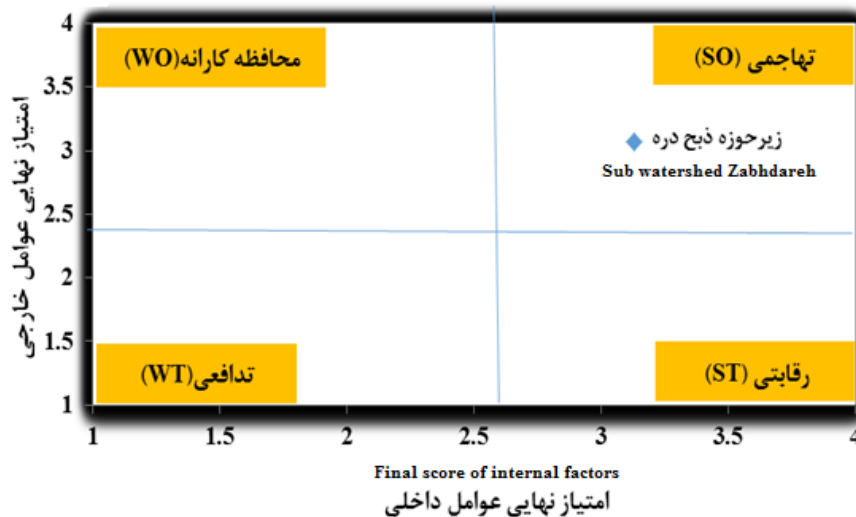 امتیاز نهایی عوامل خارجی
4
3.5
3
2.5
2
1.5
1
محافظه کارانه(WO)
تهاجمی (SO)
زیرحوزه ذبح دره
Sub watershed Zabhdareh
تدافعی(WT)
رقابتی (ST)
1
1.5
2
2.5
3
3.5
4
Final score of internal factors
امتیاز نهایی عوامل داخلی